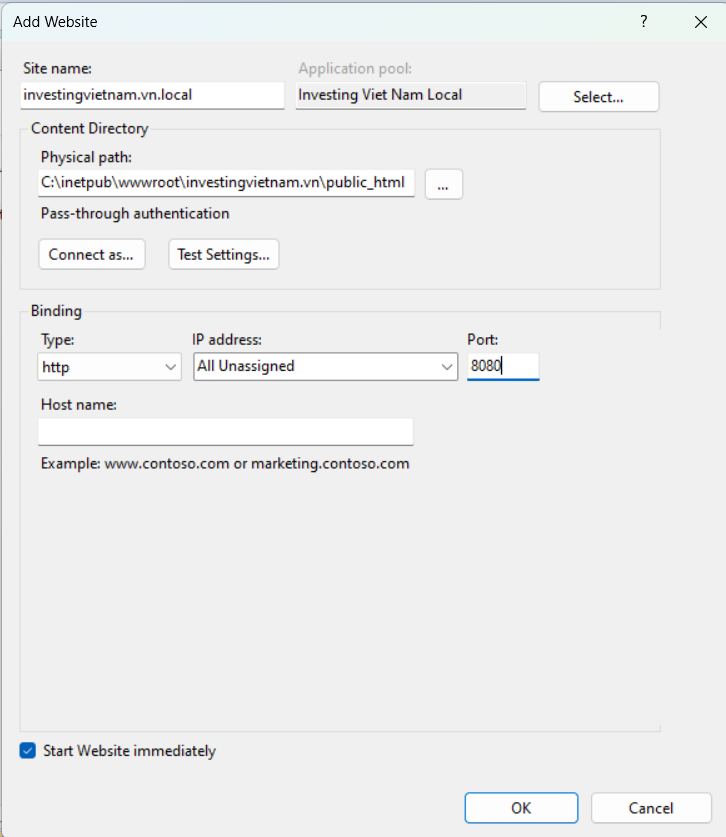 Add Website
?
Site name:
Application pool:
investingvietnam.vn.local
Investing Viet Nam Local
Select...
Content Directory
Physical path:
C:\inetpub\wwwroot\investingvietnam.vn\public_html
...
Pass-through authentication
Connect as...
Test Settings...
Binding
Type:
IP address:
Port:
http
All Unassigned
8080
Host name:
Example: www.contoso.com or marketing.contoso.com
Start Website immediately
OK
Cancel